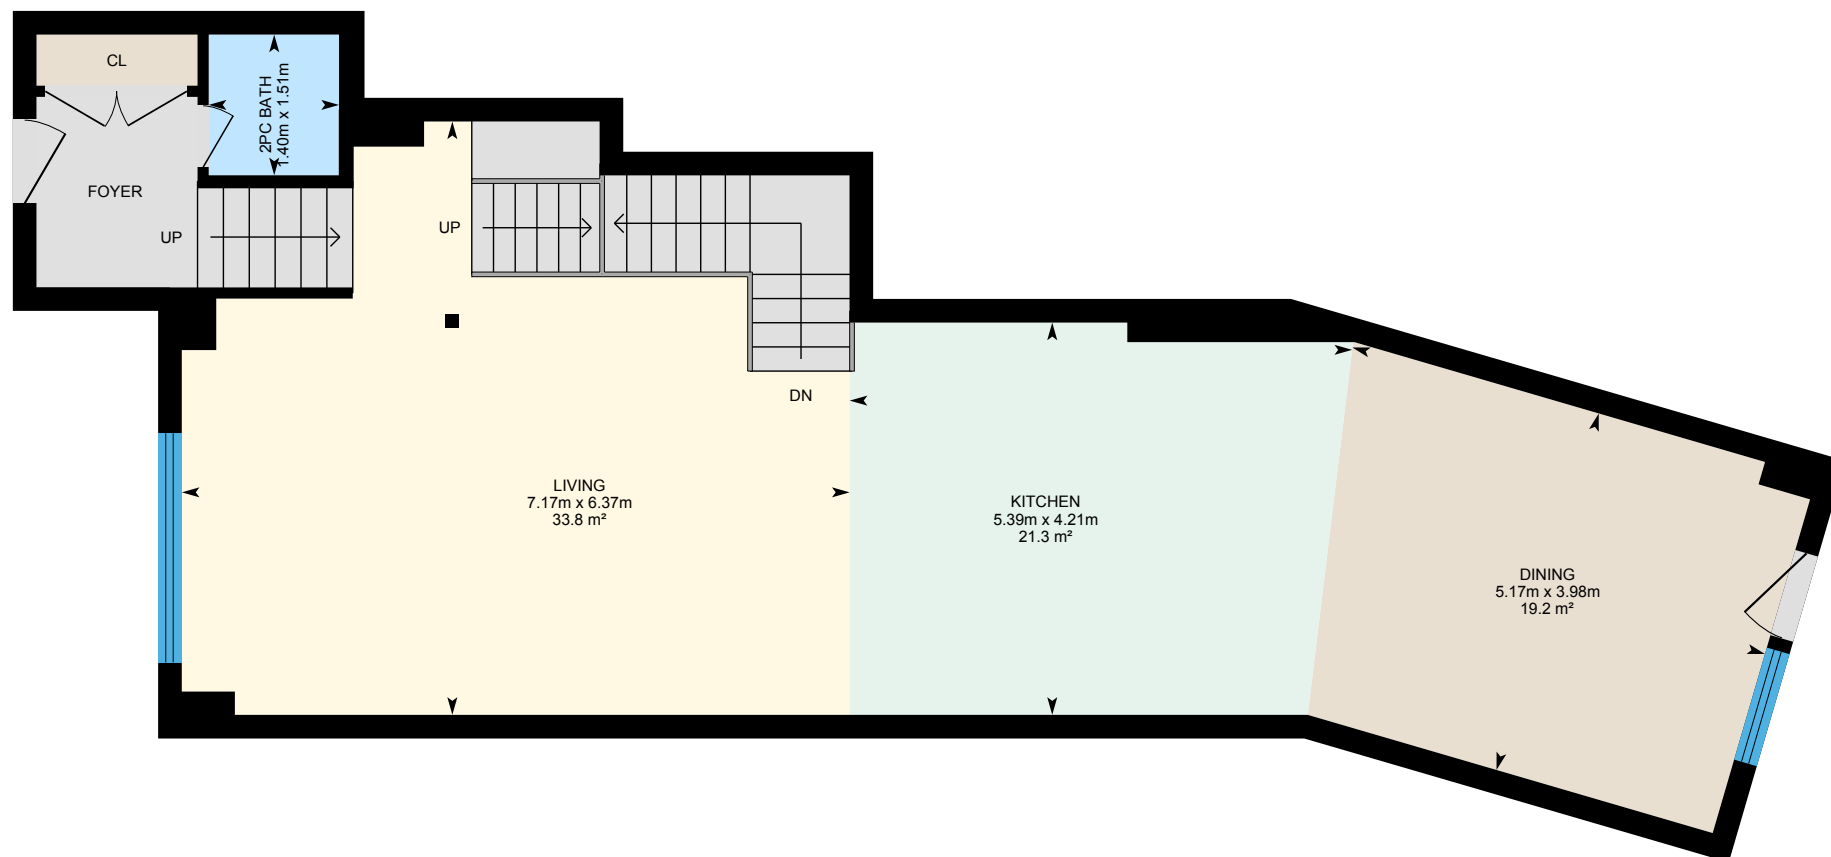 CL
2PC BATH
1.40m x 1.51m
FOYER
UP
UP
DN
LIVING
7.17m x 6.37m
33.8 m²
KITCHEN
5.39m x 4.21m
21.3 m²
DINING
5.17m x 3.98m
19.2 m²